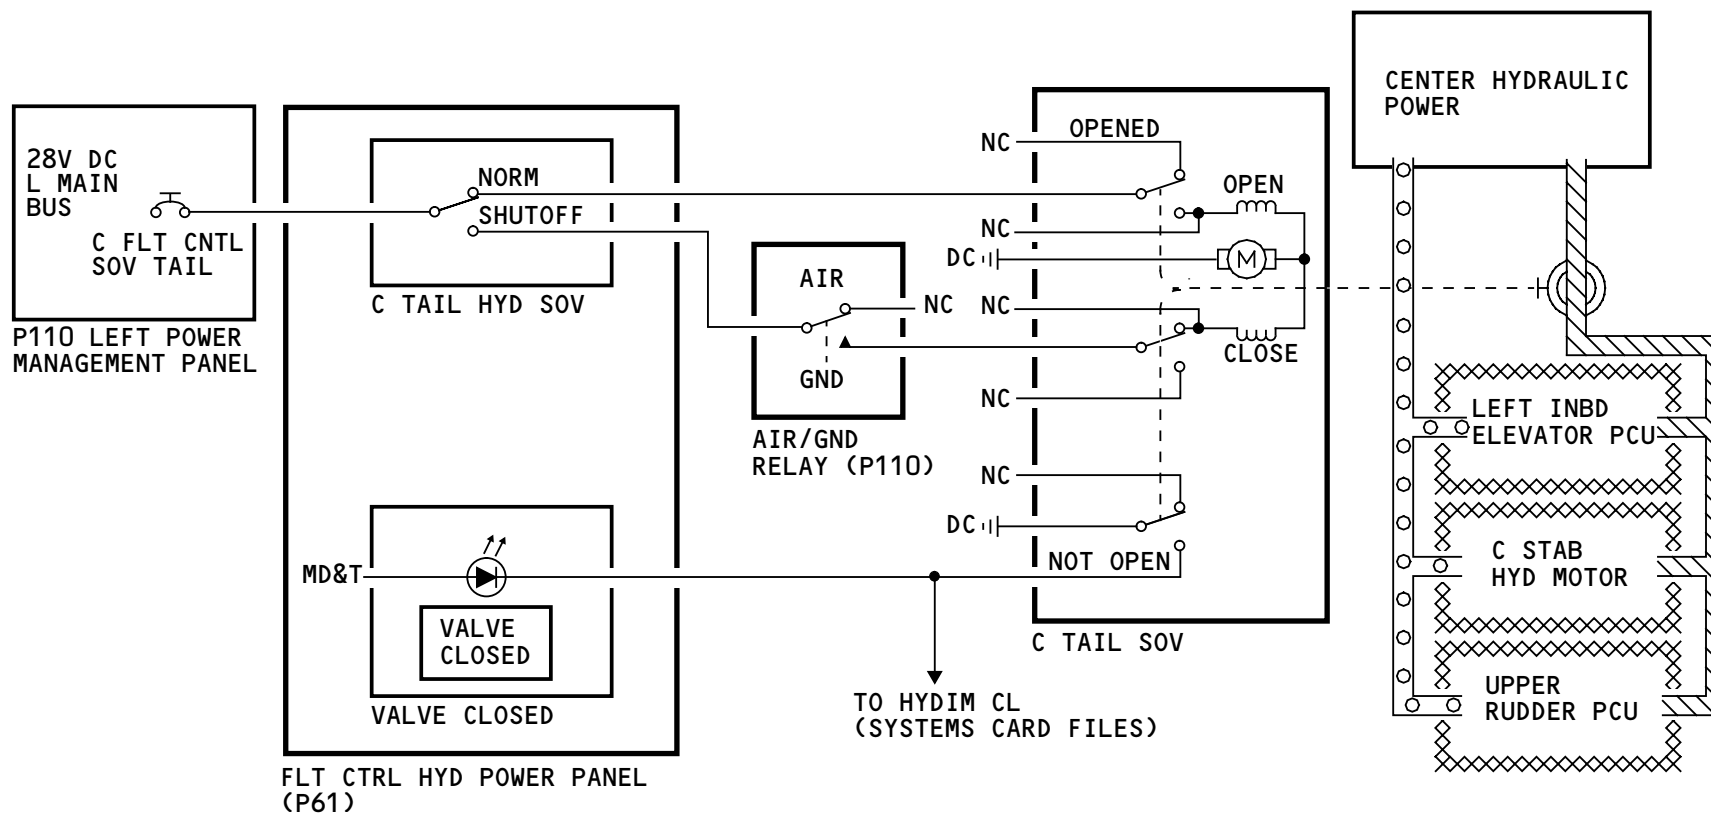 CENTER HYDRAULIC
POWER
28V DC
L MAIN
BUS
C FLT CNTL
SOV TAIL
P110 LEFT POWER
MANAGEMENT PANEL
NORM
SHUTOFF
C TAIL HYD SOV
AIR
NC
GND
AIR/GND
RELAY (P110)
NC
OPENED
OPEN
NC
DC
M
NC
CLOSE
NC
NC
DC
NOT OPEN
C TAIL SOV
MD&T
VALVE
CLOSED
VALVE CLOSED
FLT CTRL HYD POWER PANEL
(P61)
TO HYDIM CL
(SYSTEMS CARD FILES)
LEFT INBD
ELEVATOR PCU
C STAB
HYD MOTOR
UPPER
RUDDER PCU